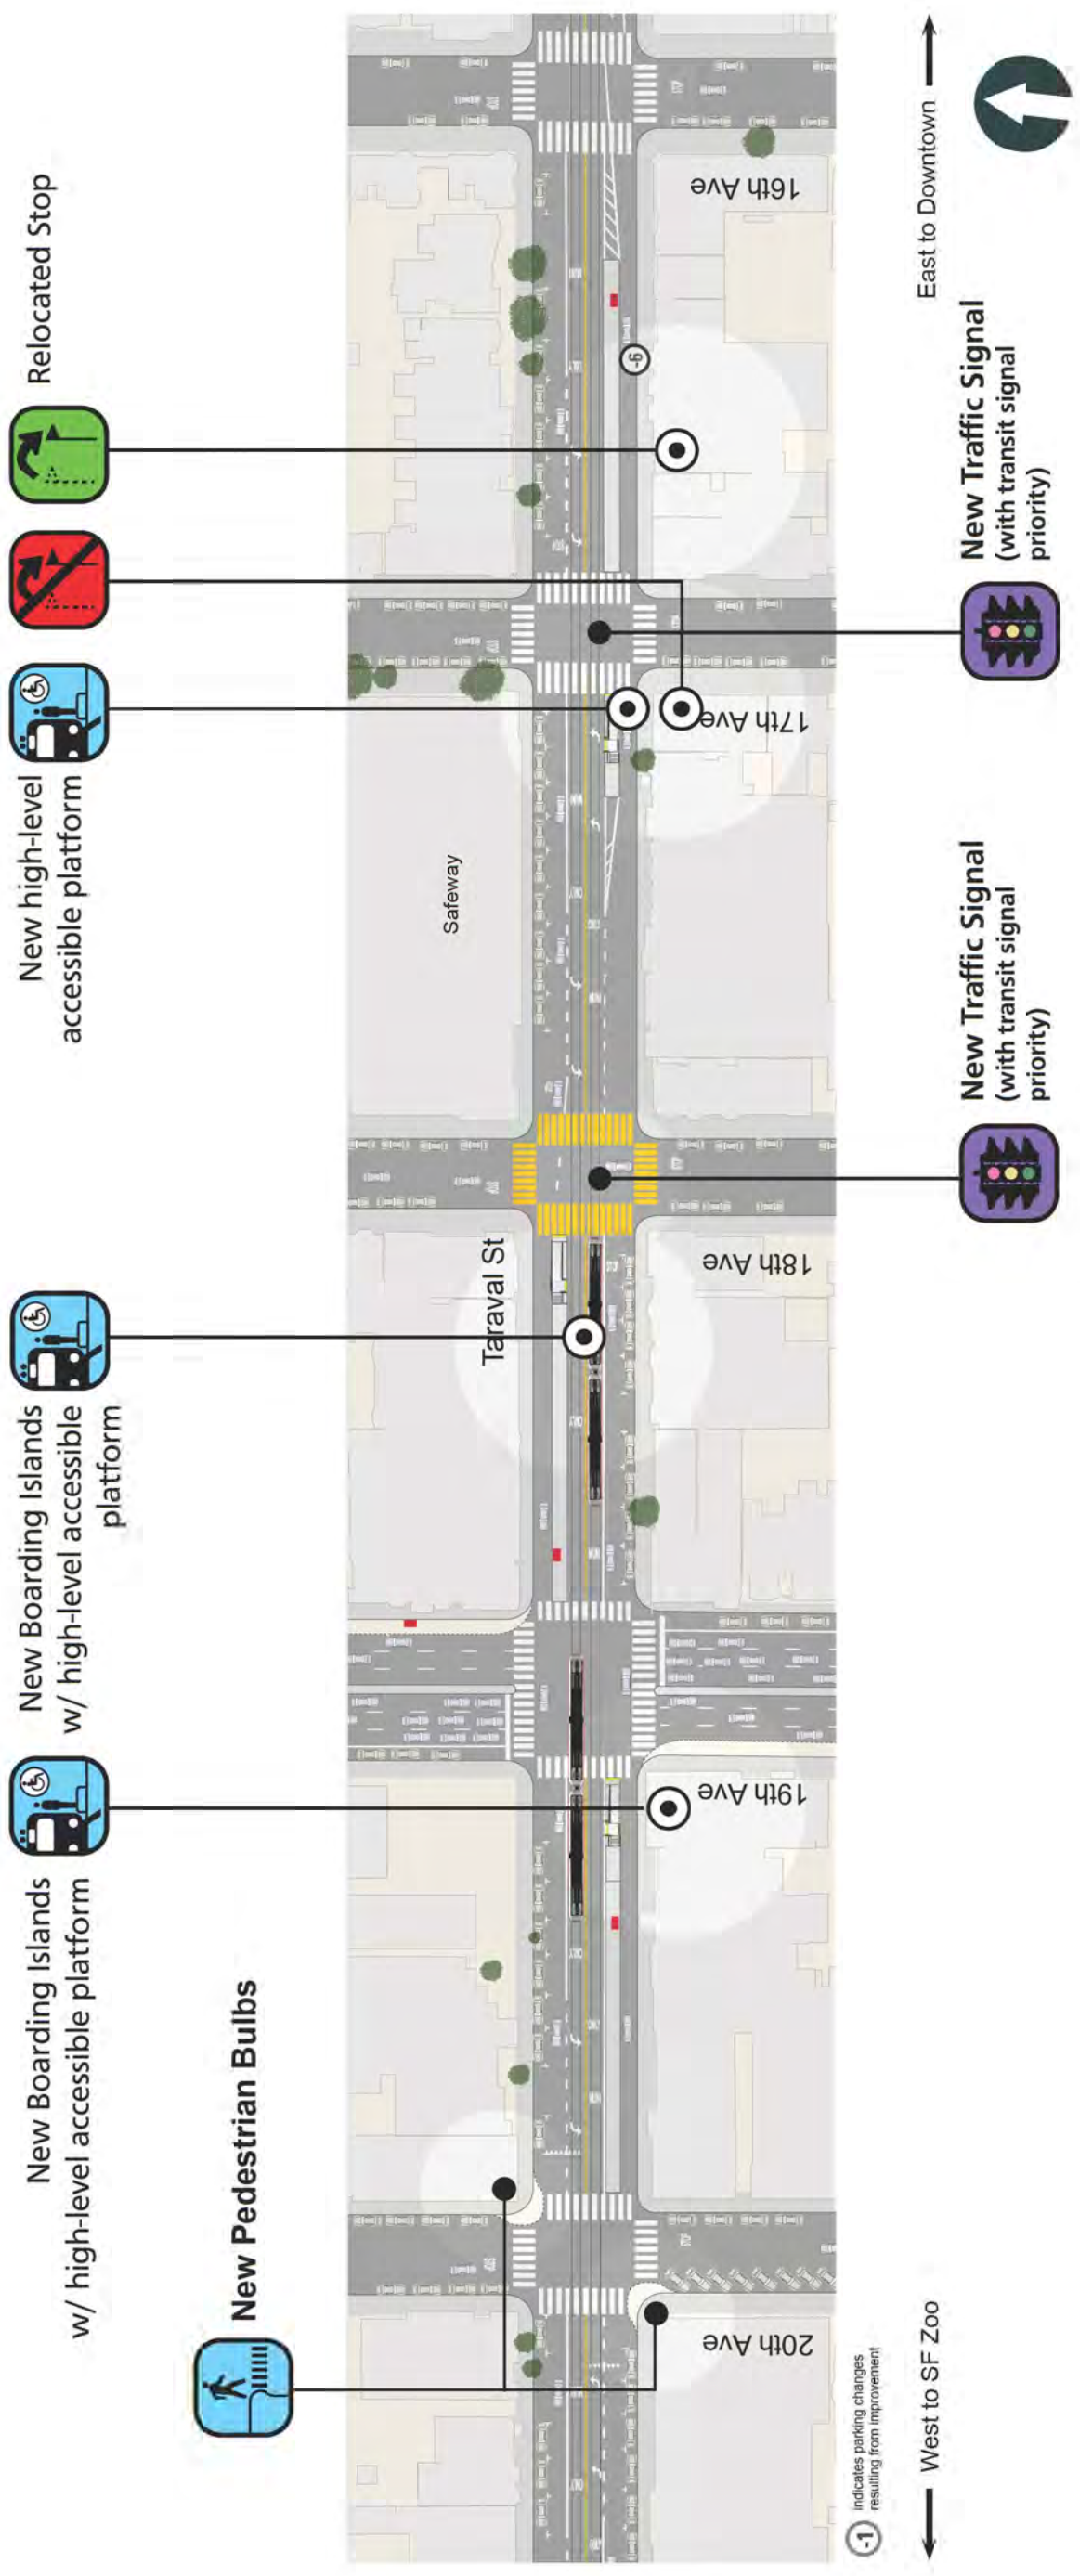 New Pedestrian Bulbs
New Boarding Islands
w/ high-level accessible platform
New Boarding Islands
w/ high-level accessible
platform
New high-level
accessible platform
Relocated Stop
Safeway
Taraval St
20th Ave
19th Ave
18th Ave
17th Ave
16th Ave
-1
indicates parking changes
resulting from improvement
West to SF Zoo
New Traffic Signal
(with transit signal
priority)
New Traffic Signal
(with transit signal
priority)
East to Downtown